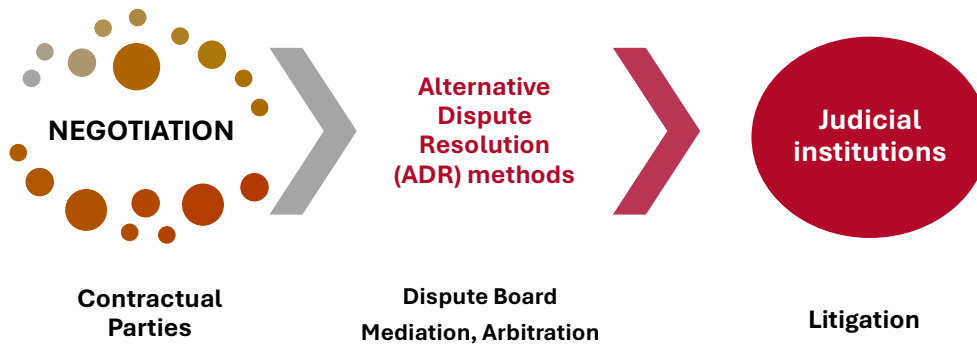 NEGOTIATION
Alternative
Dispute
Resolution
(ADR) methods
Judicial
institutions
Contractual
Parties
Dispute Board
Mediation, Arbitration
Litigation